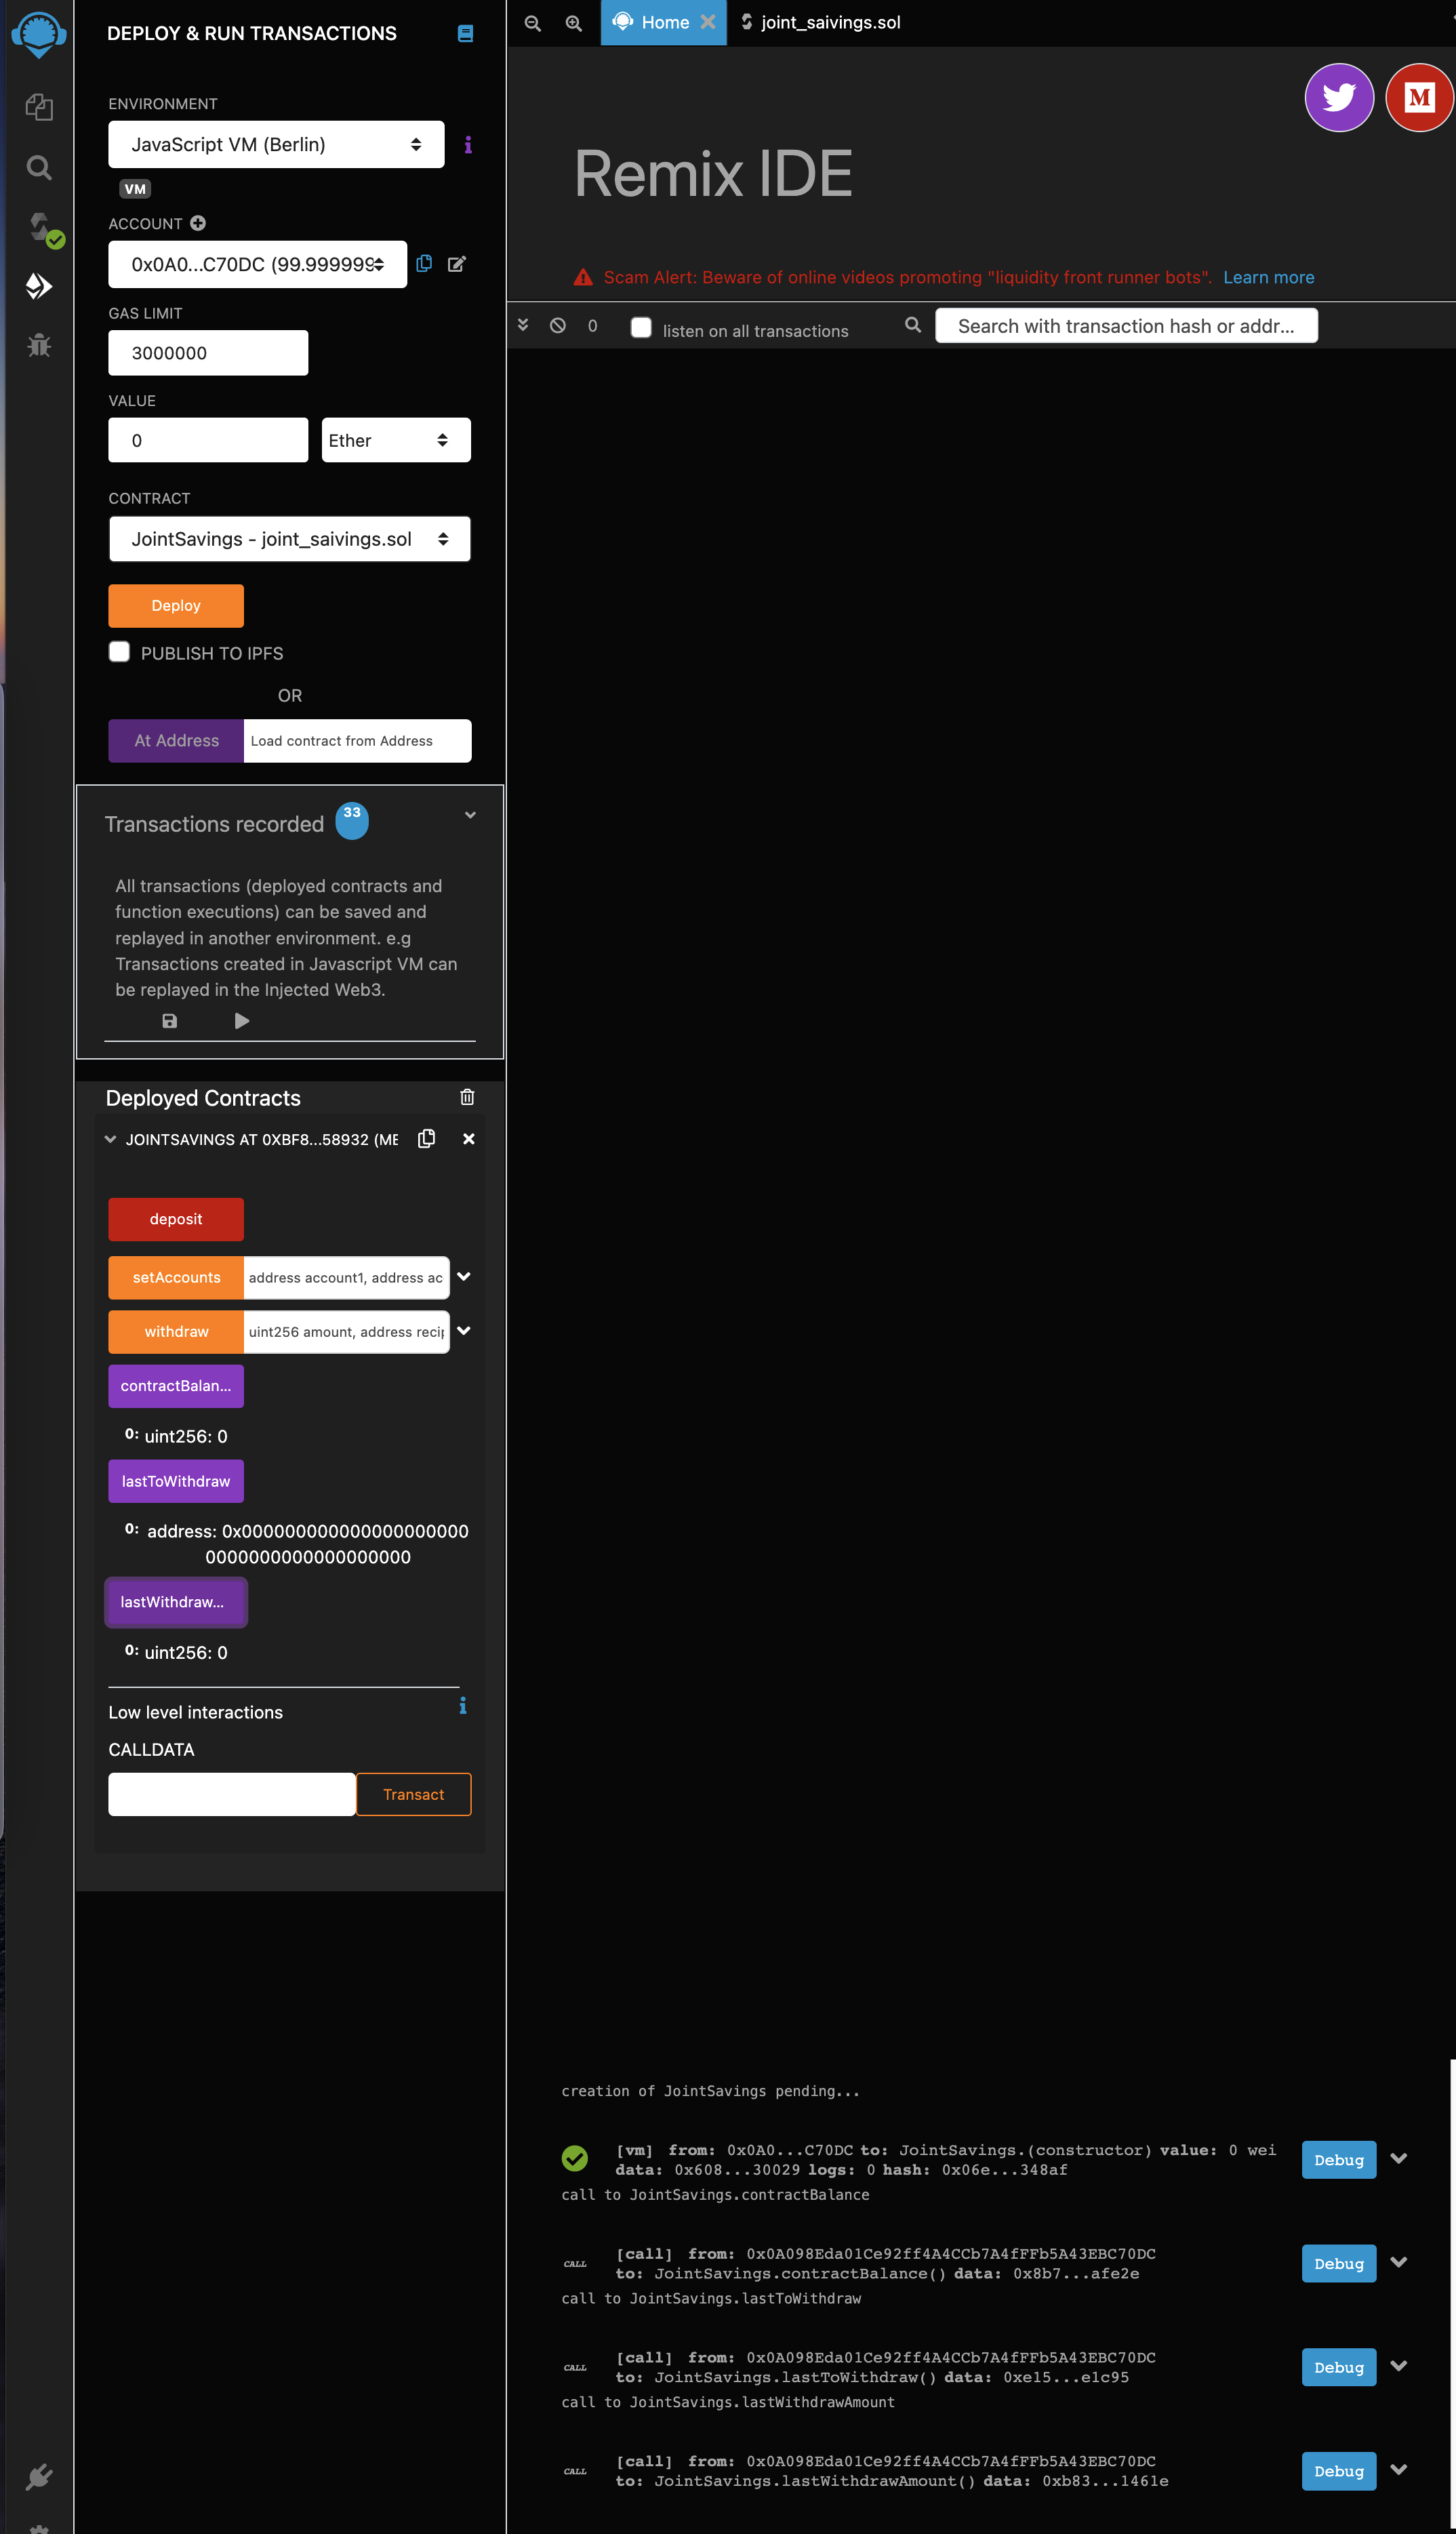 DEPLOY & RUN TRANSACTIONS
ENVIRONMENT
JavaScript VM (Berlin)
VM
ACCOUNT
0x0A0...C70DC (99.999999
GAS LIMIT
3000000
VALUE
0
Ether
CONTRACT
JointSavings - joint_saivings.sol
Deploy
PUBLISH TO IPFS
OR
At Address
Load contract from Address
Transactions recorded 33
All transactions (deployed contracts and
function executions) can be saved and
replayed in another environment. e.g
Transactions created in Javascript VM can
be replayed in the Injected Web3.
Deployed Contracts
JOINTSAVINGS AT 0XBF8...58932 (ME
deposit
setAccounts
address account1, address ac
withdraw
uint256 amount, address recip
contractBalan...
0: uint256: 0
lastToWithdraw
0: address: 0x0000000000000000000000
000000000000000000
lastWithdraw...
0: uint256: 0
Low level interactions
CALLDATA
Transact
Home
joint_saivings.sol
M
Remix IDE
Scam Alert: Beware of online videos promoting "liquidity front runner bots". Learn more
0
listen on all transactions
Search with transaction hash or addr...
creation of JointSavings pending...
[vm] from: 0x0A0...C70DC to: JointSavings.(constructor) value: 0 wei
data: 0x608...30029 logs: 0 hash: 0x06e...348af
Debug
call to JointSavings.contractBalance
CALL
[call] from: 0x0A098Eda01Ce92ff4A4CCb7A4fFFb5A43EBC70DC
to: JointSavings.contractBalance() data: 0x8b7...afe2e
Debug
call to JointSavings.lastToWithdraw
CALL
[call] from: 0x0A098Eda01Ce92ff4A4CCb7A4fFFb5A43EBC70DC
to: JointSavings.lastToWithdraw() data: 0xe15...e1c95
Debug
call to JointSavings.lastWithdrawAmount
CALL
[call] from: 0x0A098Eda01Ce92ff4A4CCb7A4fFFb5A43EBC70DC
to: JointSavings.lastWithdrawAmount() data: 0xb83...1461e
Debug